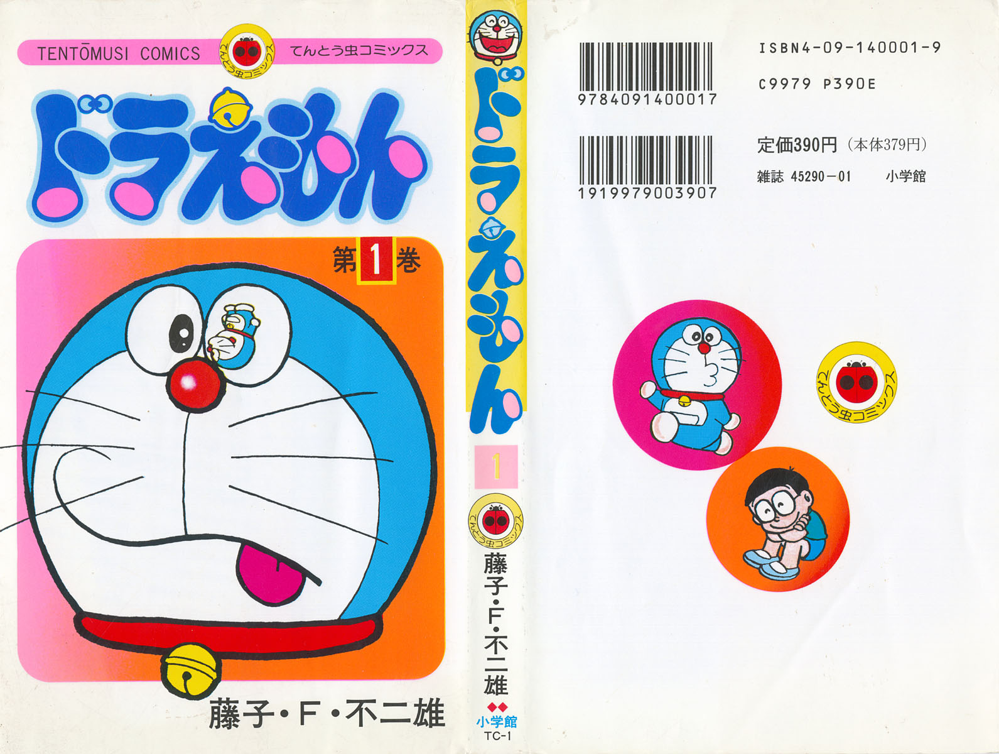 TENTŌMUSI COMICS
てんとう虫コミックス
てんとう虫コミックス
ドラえもん
第1巻
藤子・F・不二雄
ドラえもん
1
てんとう虫コミックス
藤子・F・不二雄
小学館
TC-1
9784091400017
ISBN4-09-140001-9
C9979 P390E
1919979003907
定価390円（本体379円）
雑誌 45290-01 小学館
てんとう虫コミックス